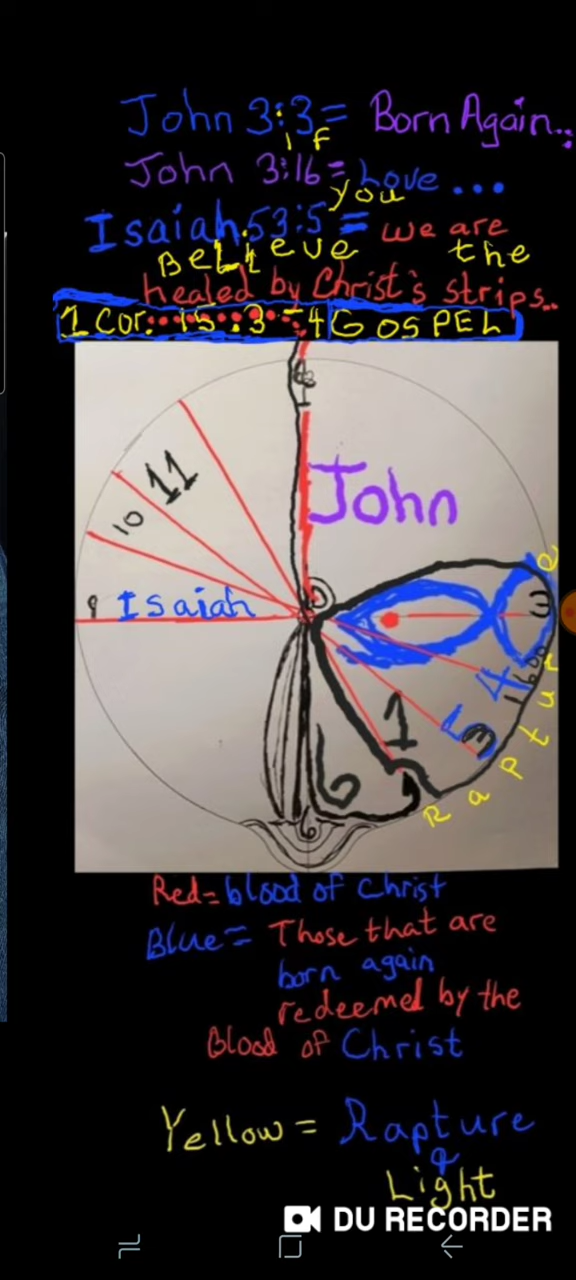 John 3:3= Born Again...
if
John 3:16= Love...
you
Isaiah 53:5 = we are
BELIEVE the
healed by Christ's strips..
1 Cor. 15:3-4 GOSPEL
11
John
10
9 Isaiah
3
4
1600
5
3
1
6
6
Rapture
Red= blood of Christ
Blue= Those that are
born again
redeemed by the
Blood of Christ
Yellow = Rapture
&
Light
DU RECORDER